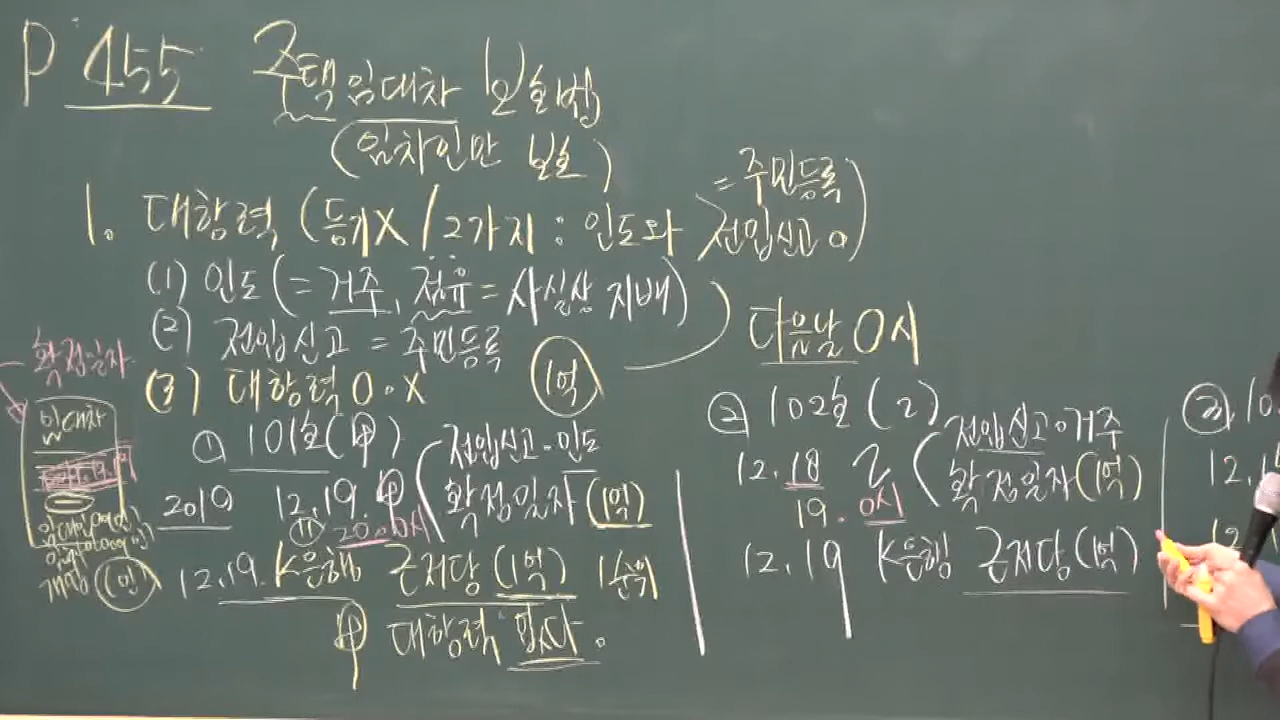 P 455 주택임대차 보호법
(임차인만 보호)
= 주민등록
1. 대항력 (등기X / 2가지 : 인도와 전입신고 o)
(1) 인도 (= 거주, 점유 = 사실상 지배)
(2) 전입신고 = 주민등록
다음날 0시
(3) 대항력 O · X
1억
확정일자
임대차
① 101호 (甲)
전입신고 · 인도
2019 12.19. 甲
확정일자 (1억)
20. 0시
12.19. K은행 근저당 (1억) 1순위
甲 대항력 없다.
② 102호 (乙)
전입신고 · 거주
12.18 乙
확정일자 (1억)
19. 0시
12.19 K은행 근저당 (1억)
③ 10
12.1
12.1